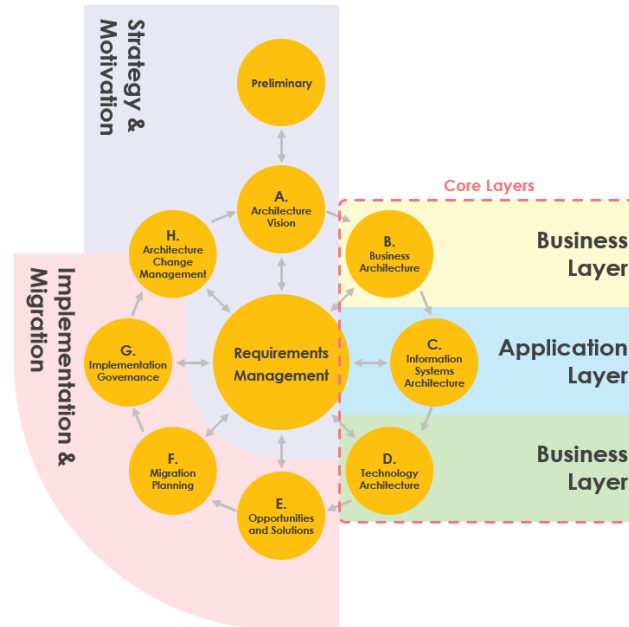 Strategy &
Motivation
Preliminary
Core Layers
A.
Architecture
Vision
H.
Architecture
Change
Management
B.
Business
Architecture
Business
Layer
Implementation &
Migration
G.
Implementation
Governance
Requirements
Management
C.
Information
Systems
Architecture
Application
Layer
F.
Migration
Planning
D.
Technology
Architecture
Business
Layer
E.
Opportunities
and Solutions